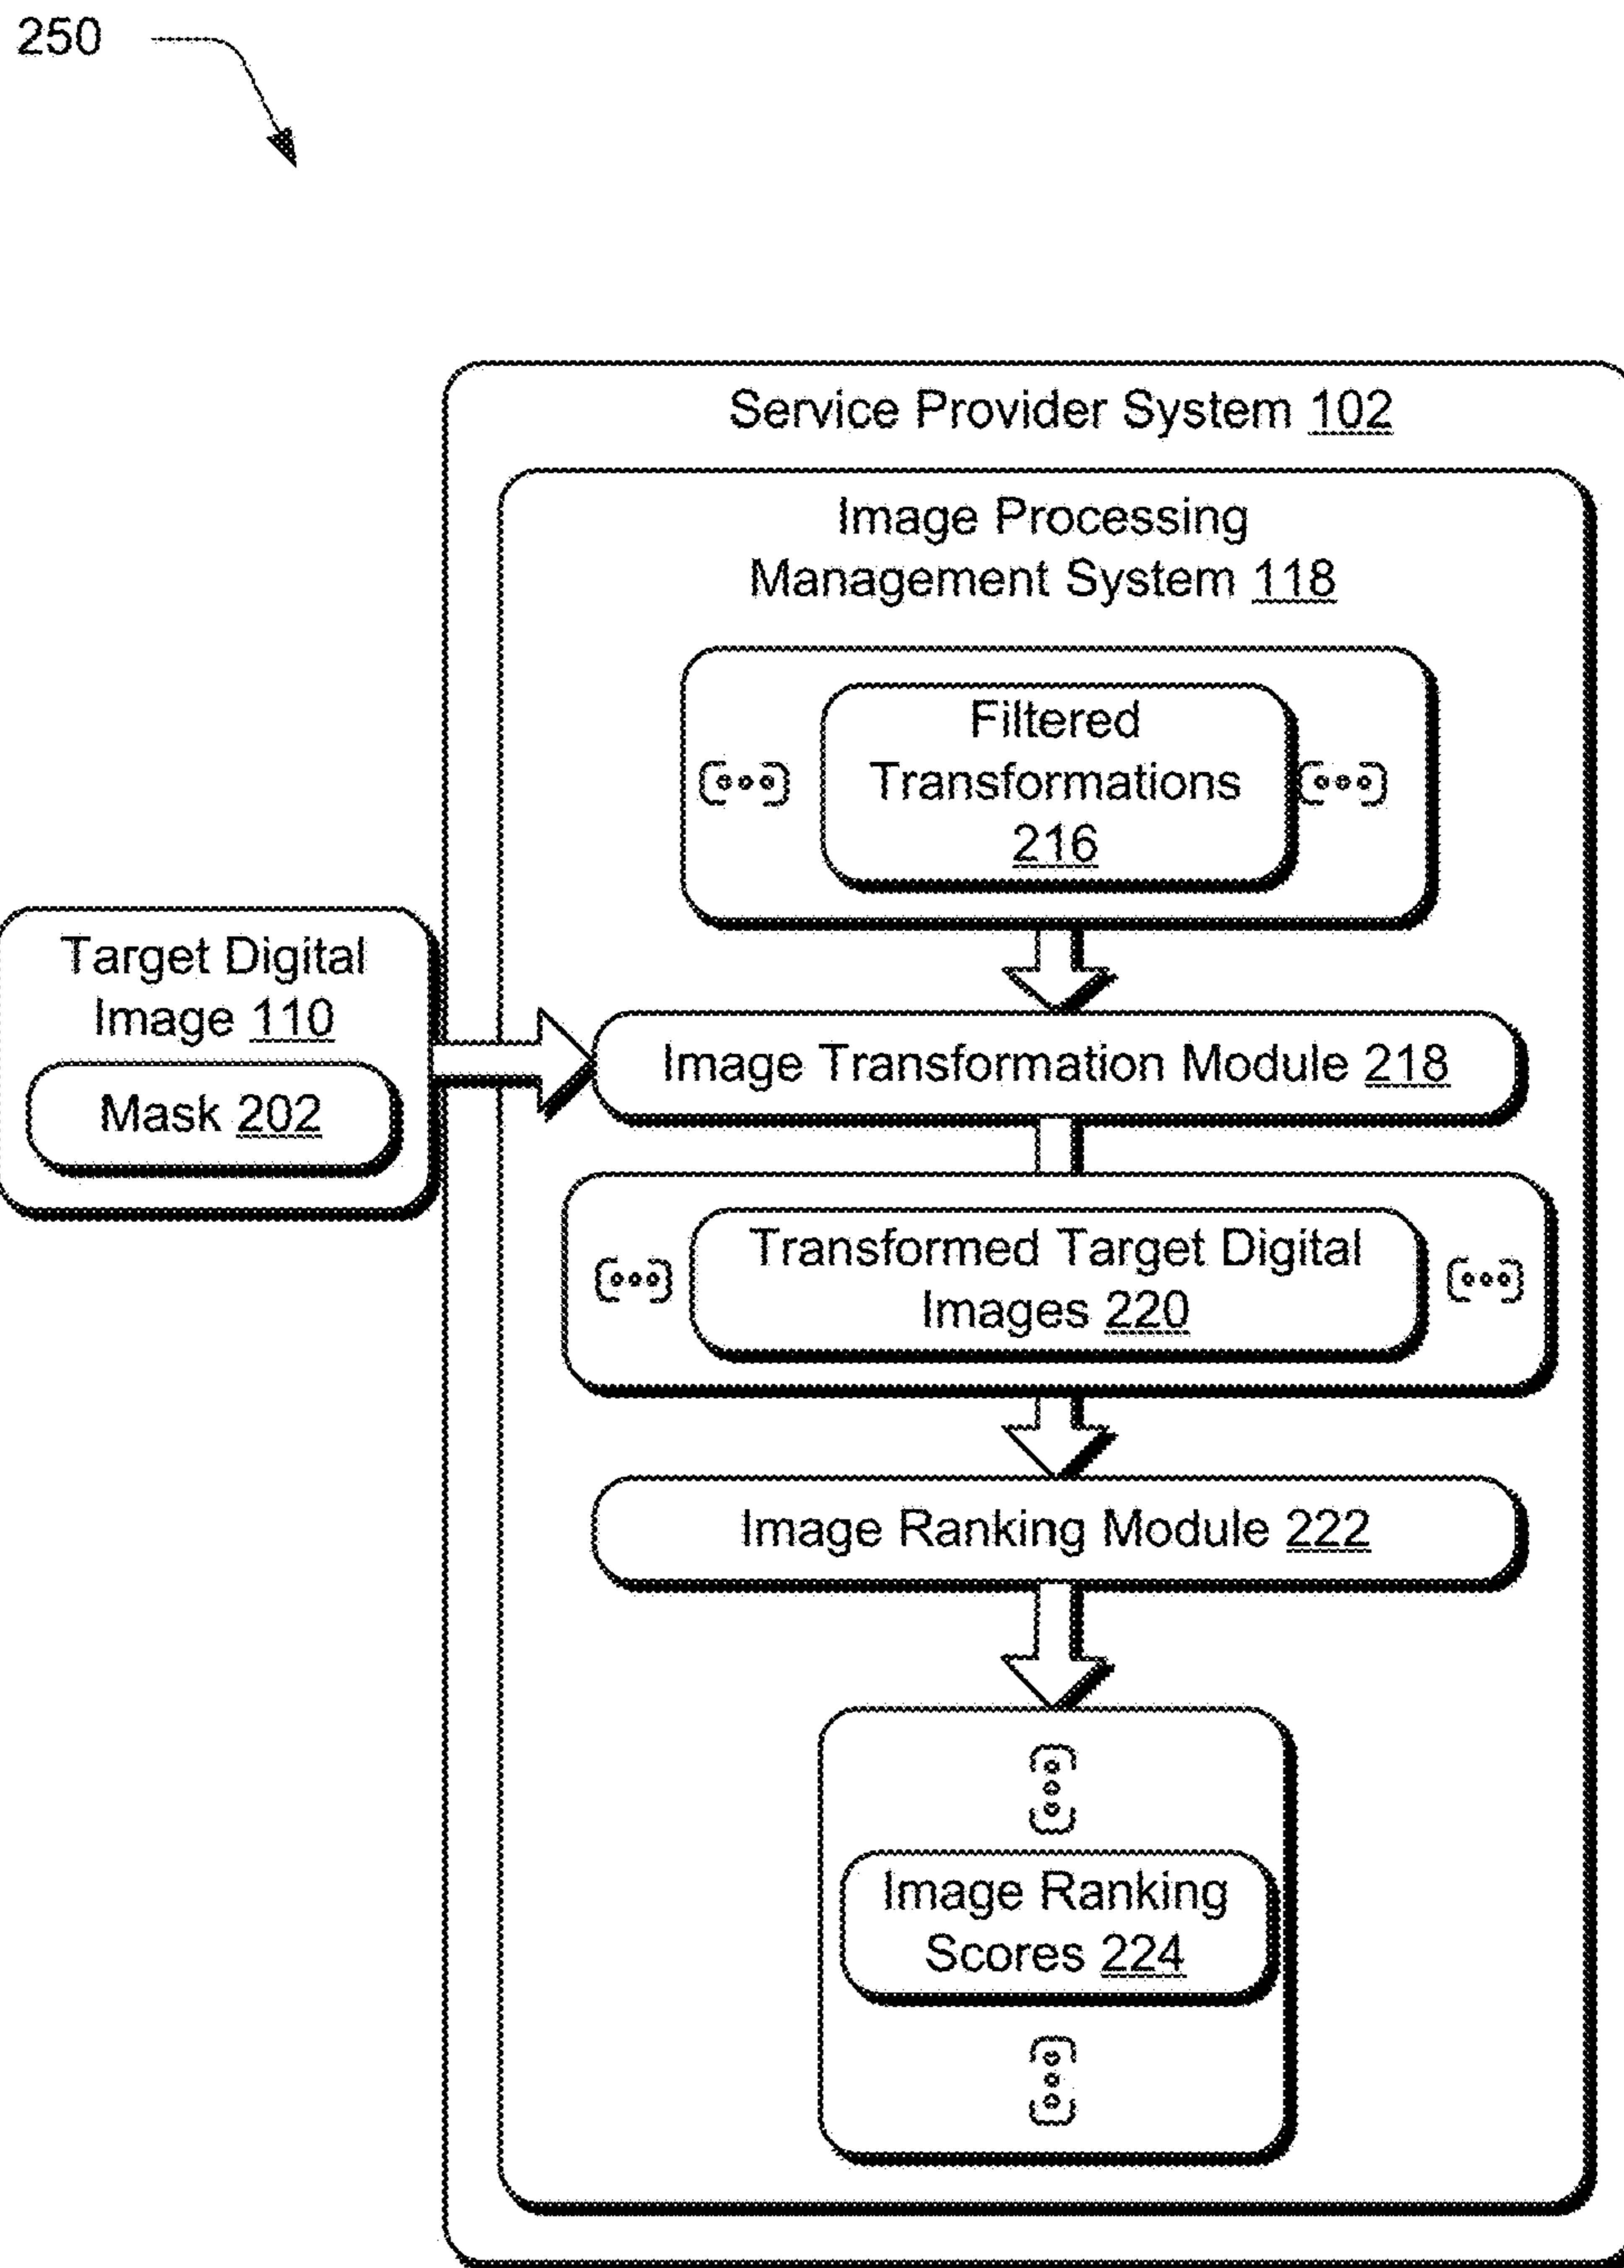 250
Service Provider System 102
Image Processing
Management System 118
Filtered
Transformations
216
Target Digital
Image 110
Mask 202
Image Transformation Module 218
Transformed Target Digital
Images 220
Image Ranking Module 222
Image Ranking
Scores 224